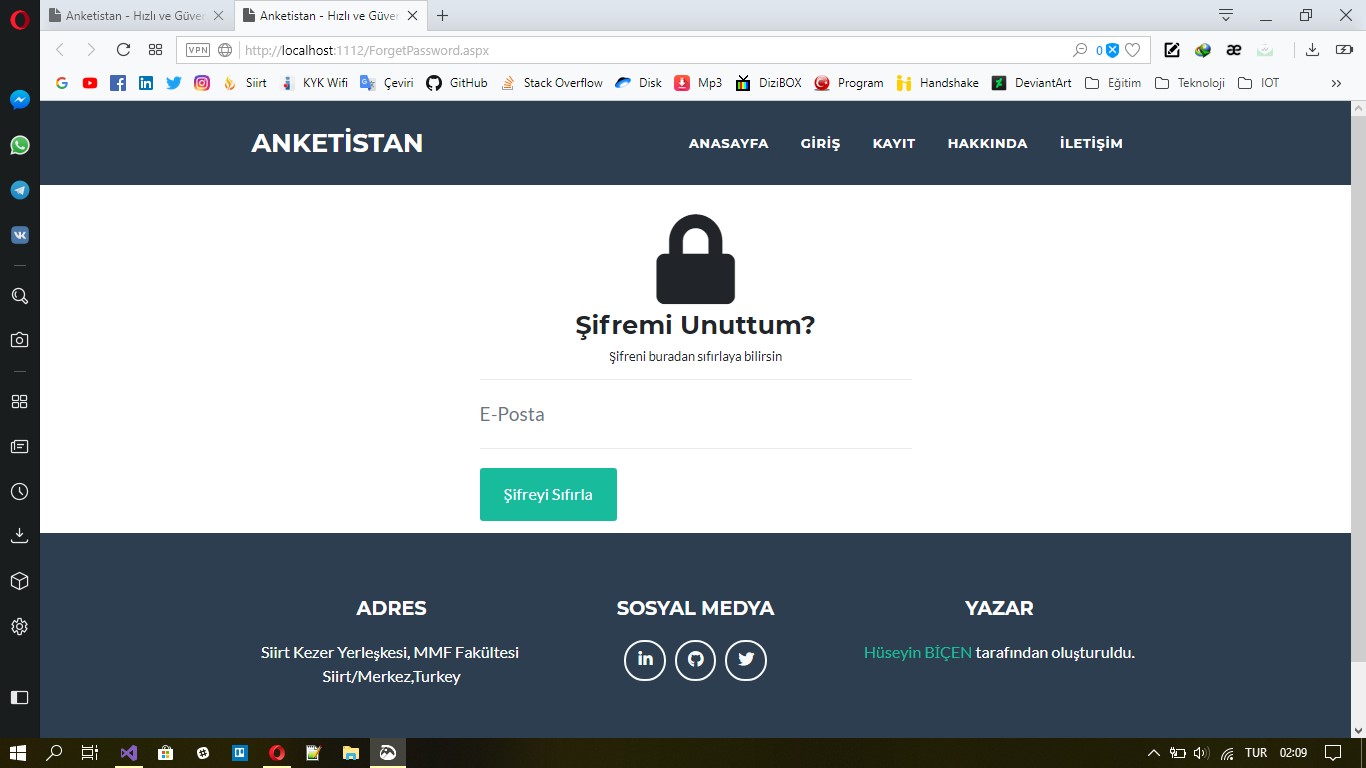 Anketistan - Hızlı ve Güver
Anketistan - Hızlı ve Güver
VPN
http://localhost:1112/ForgetPassword.aspx
0
æ
Siirt
KYK Wifi
Çeviri
GitHub
Stack Overflow
Disk
Mp3
DiziBOX
Program
Handshake
DeviantArt
Eğitim
Teknoloji
IOT
ANKETİSTAN
ANASAYFA
GİRİŞ
KAYIT
HAKKINDA
İLETİŞİM
Şifremi Unuttum?
Şifreni buradan sıfırlaya bilirsin
E-Posta
Şifreyi Sıfırla
ADRES
Siirt Kezer Yerleşkesi, MMF Fakültesi
Siirt/Merkez,Turkey
SOSYAL MEDYA
YAZAR
Hüseyin BİÇEN tarafından oluşturuldu.
TUR
02:09